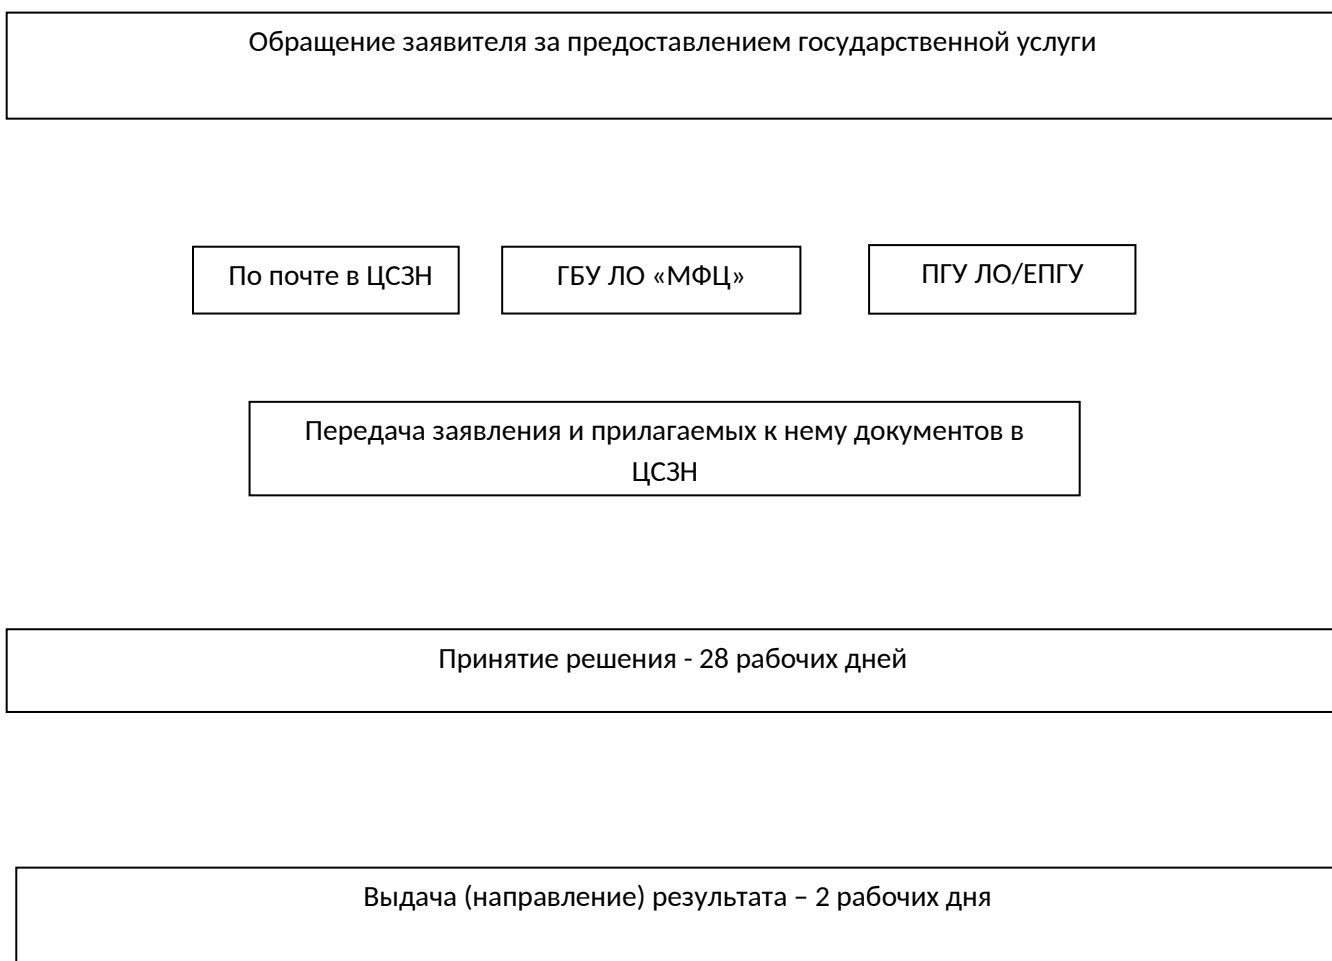 Обращение заявителя за предоставлением государственной услуги
По почте в ЦСЗН
ГБУ ЛО «МФЦ»
ПГУ ЛО/ЕПГУ
Передача заявления и прилагаемых к нему документов в
ЦСЗН
Принятие решения - 28 рабочих дней
Выдача (направление) результата – 2 рабочих дня